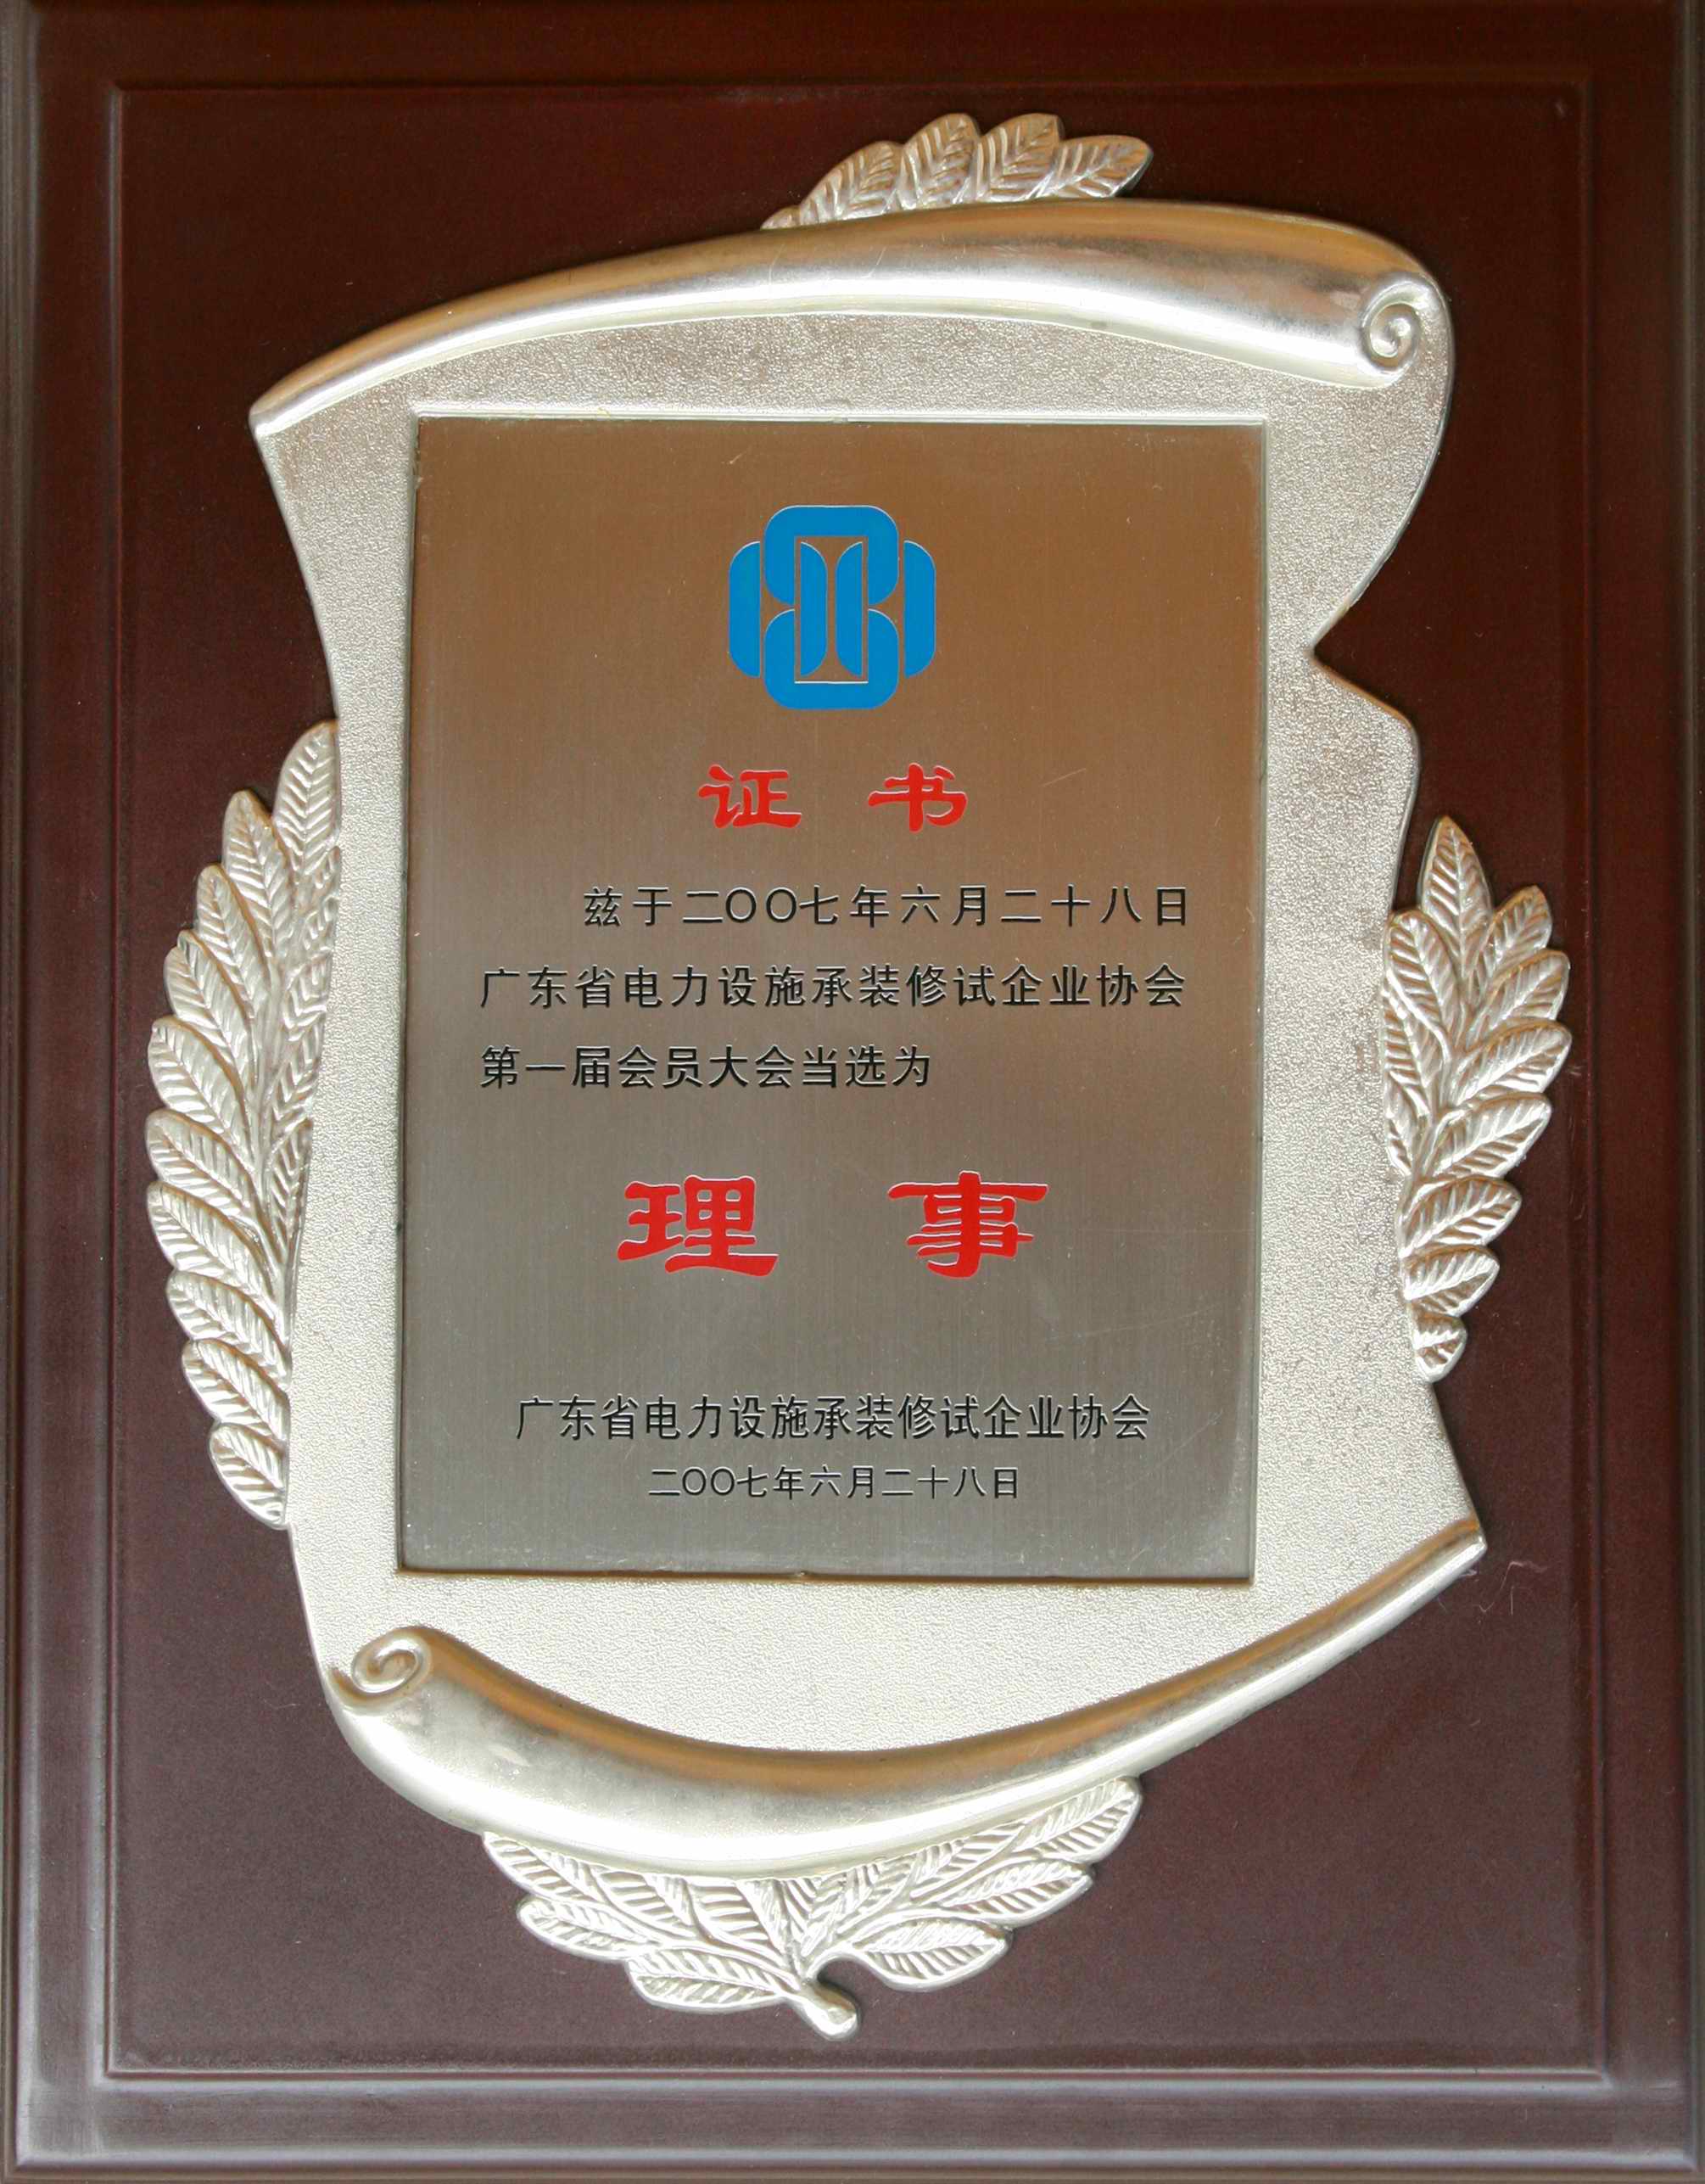 证 书
兹于二〇〇七年六月二十八日
广东省电力设施承装修试企业协会
第一届会员大会当选为
理 事
广东省电力设施承装修试企业协会
二〇〇七年六月二十八日